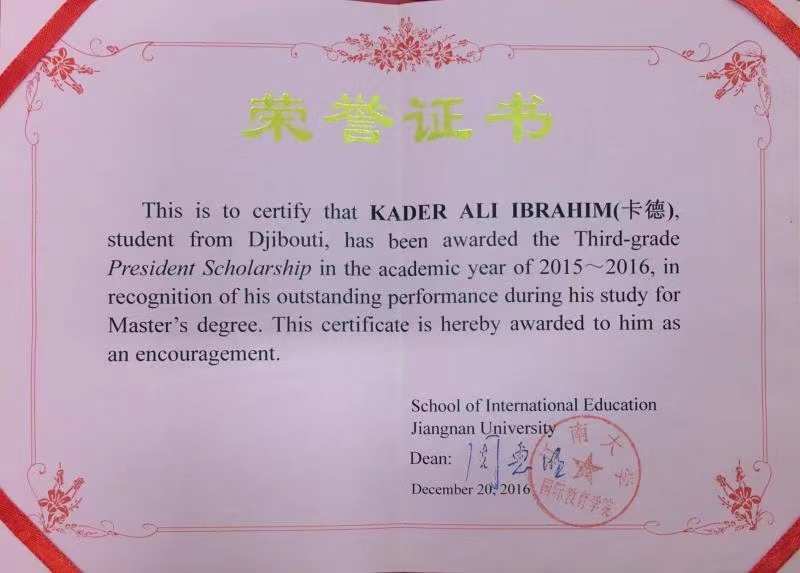 荣誉证书
This is to certify that KADER ALI IBRAHIM(卡德),
student from Djibouti, has been awarded the Third-grade
President Scholarship in the academic year of 2015～2016, in
recognition of his outstanding performance during his study for
Master's degree. This certificate is hereby awarded to him as
an encouragement.
School of International Education
Jiangnan University
Dean:
December 20, 2016
南大学
国际教育学院